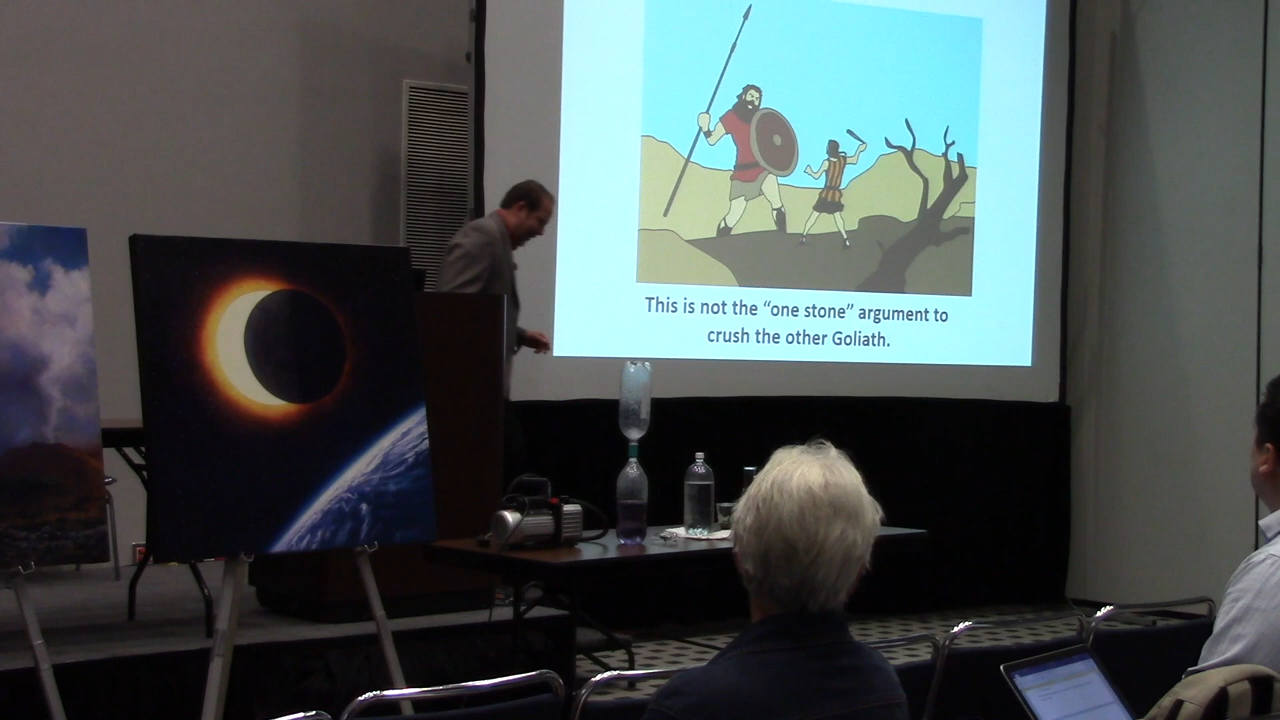 This is not the “one stone” argument to
crush the other Goliath.